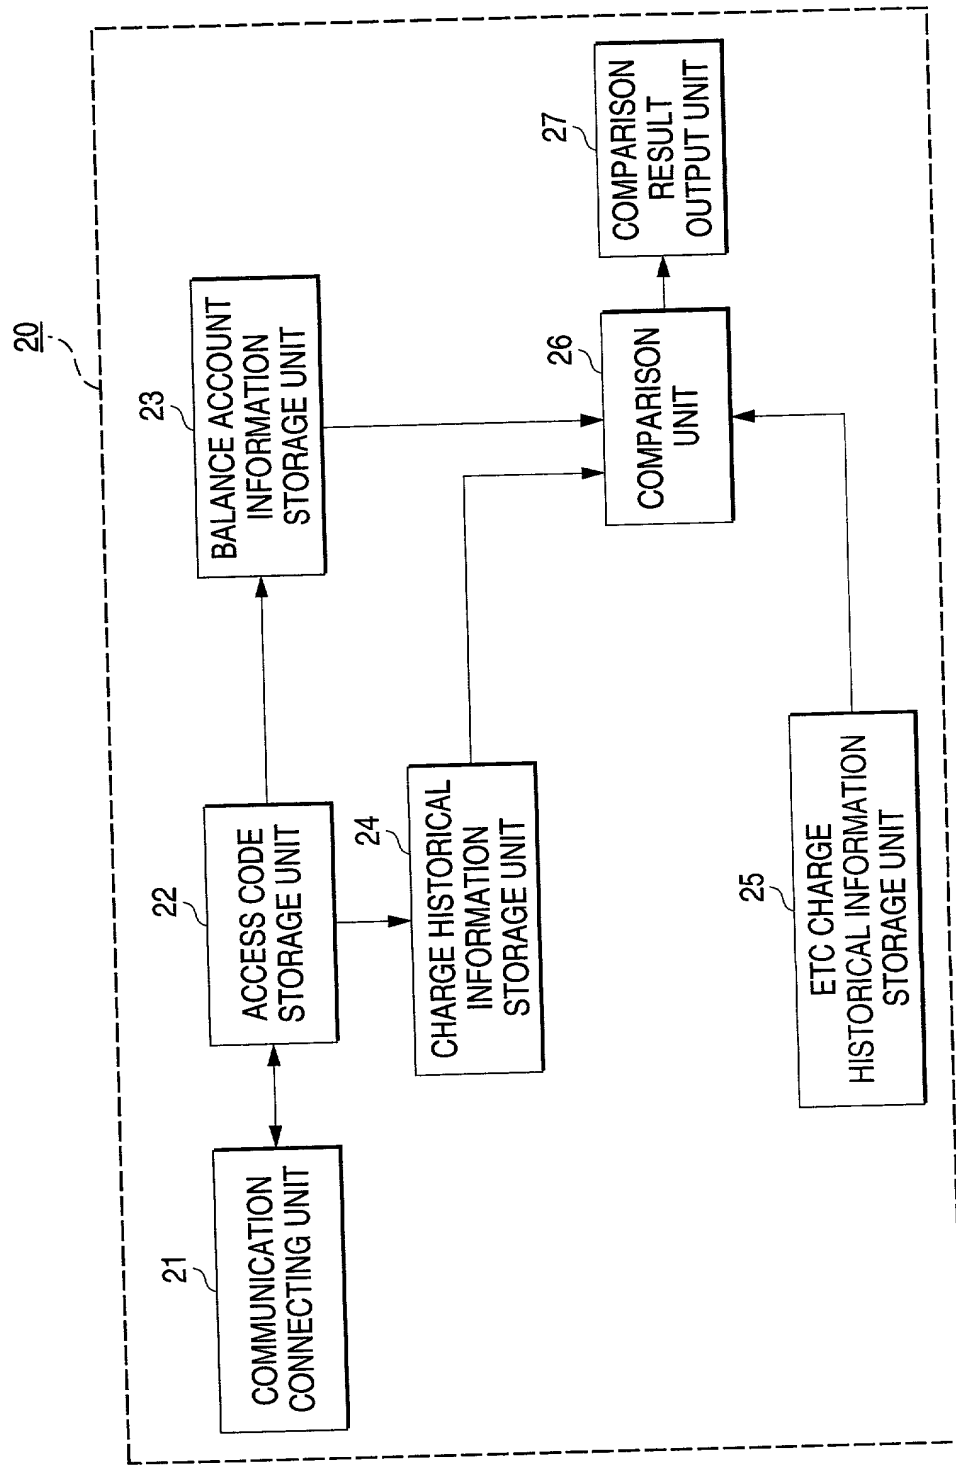 20
21
COMMUNICATION
CONNECTING UNIT
22
ACCESS CODE
STORAGE UNIT
23
BALANCE ACCOUNT
INFORMATION
STORAGE UNIT
24
CHARGE HISTORICAL
INFORMATION
STORAGE UNIT
25
ETC CHARGE
HISTORICAL INFORMATION
STORAGE UNIT
26
COMPARISON
UNIT
27
COMPARISON
RESULT
OUTPUT UNIT